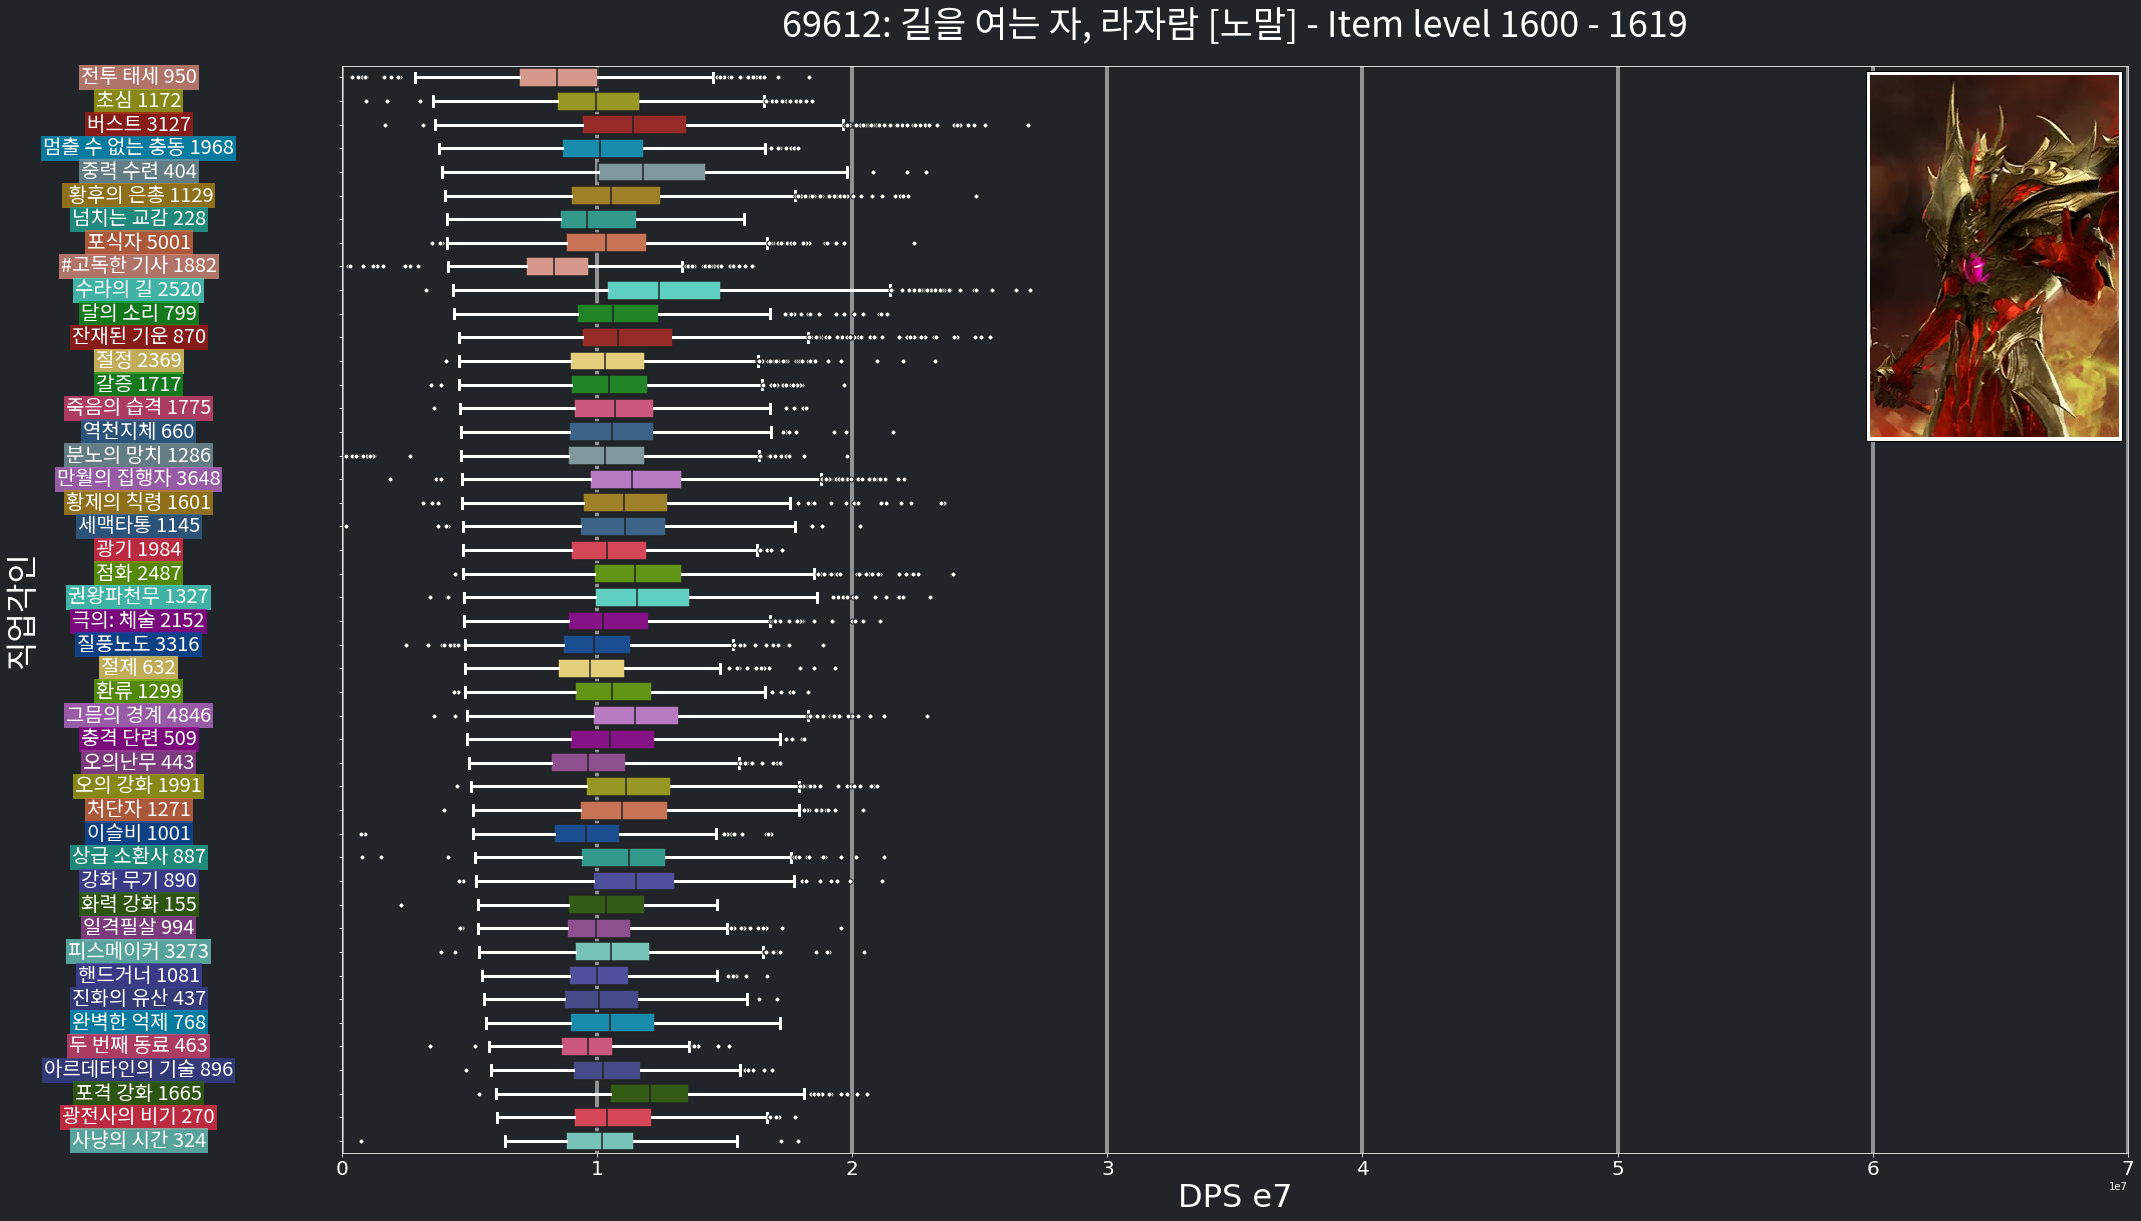 69612: 길을 여는 자, 라자람 [노말] - Item level 1600 - 1619
전투 태세 950
초심 1172
버스트 3127
멈출 수 없는 충동 1968
중력 수련 404
황후의 은총 1129
넘치는 교감 228
포식자 5001
#고독한 기사 1882
수라의 길 2520
달의 소리 799
잔재된 기운 870
절정 2369
갈증 1717
죽음의 습격 1775
역천지체 660
분노의 망치 1286
만월의 집행자 3648
황제의 칙령 1601
세맥타통 1145
광기 1984
점화 2487
권왕파천무 1327
극의: 체술 2152
질풍노도 3316
절제 632
환류 1299
그믐의 경계 4846
충격 단련 509
오의난무 443
오의 강화 1991
처단자 1271
이슬비 1001
상급 소환사 887
강화 무기 890
화력 강화 155
일격필살 994
피스메이커 3273
핸드거너 1081
진화의 유산 437
완벽한 억제 768
두 번째 동료 463
아르데타인의 기술 896
포격 강화 1665
광전사의 비기 270
사냥의 시간 324
직업각인
0 1 2 3 4 5 6 7
DPS e7
1e7